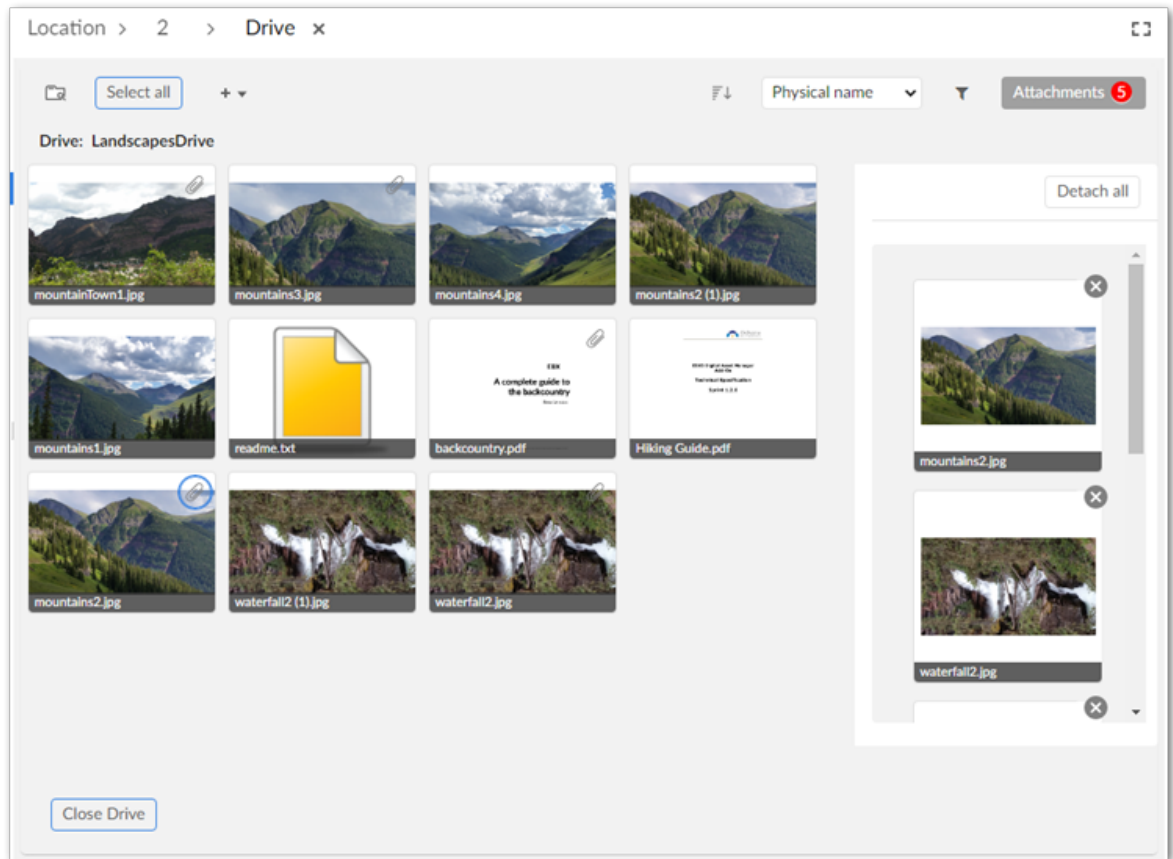 Location > 2 > Drive ×
Select all + Physical name Attachments 5
Drive: LandscapesDrive
Detach all
mountainTown1.jpg mountains3.jpg mountains4.jpg mountains2 (1).jpg
A complete guide to
the backcountry
mountains1.jpg readme.txt backcountry.pdf Hiking Guide.pdf
mountains2.jpg
mountains2.jpg waterfall2 (1).jpg waterfall2.jpg
waterfall2.jpg
Close Drive